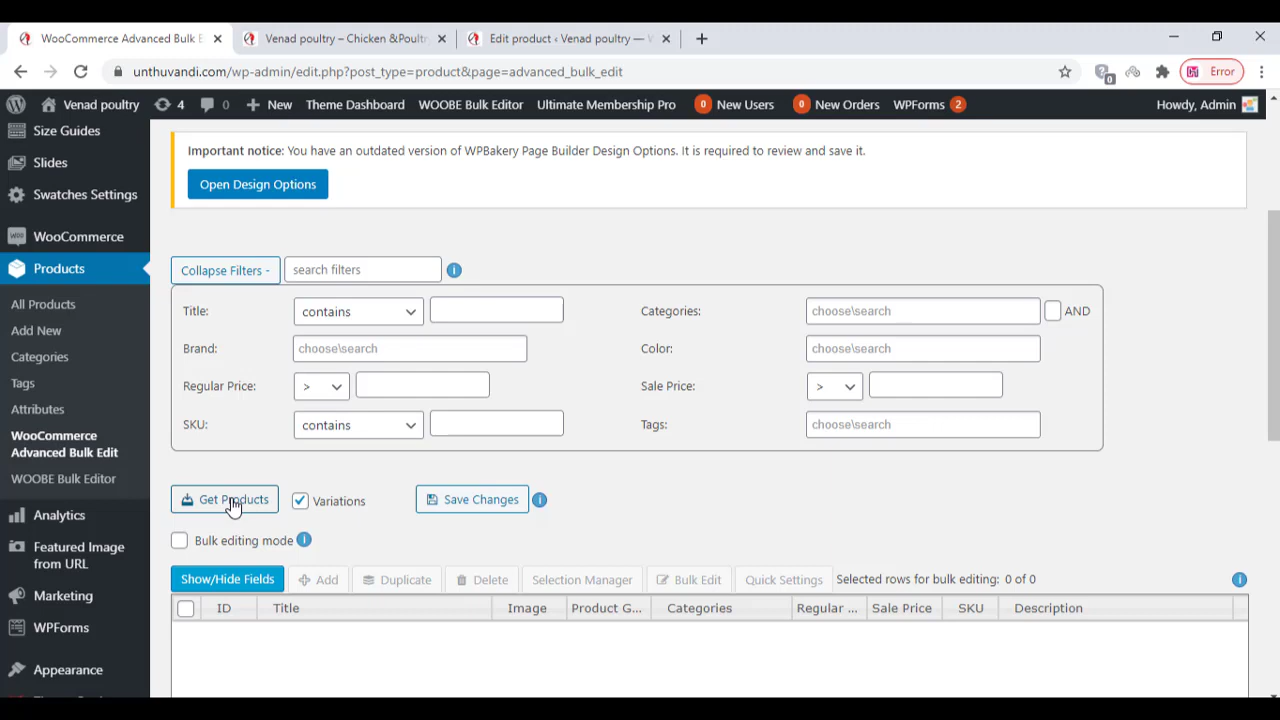 WooCommerce Advanced Bulk E
Venad poultry – Chicken &Poultr
Edit product ‹ Venad poultry — W
unthuvandi.com/wp-admin/edit.php?post_type=product&page=advanced_bulk_edit
0
Error
Venad poultry
4
0
New
Theme Dashboard
WOOBE Bulk Editor
Ultimate Membership Pro
0 New Users
0 New Orders
WPForms 2
Howdy, Admin
Size Guides
Slides
Swatches Settings
WooCommerce
Products
All Products
Add New
Categories
Tags
Attributes
WooCommerce
Advanced Bulk Edit
WOOBE Bulk Editor
Analytics
Featured Image
from URL
Marketing
WPForms
Appearance
Important notice: You have an outdated version of WPBakery Page Builder Design Options. It is required to review and save it.
Open Design Options
Collapse Filters -
search filters
Title: contains
Categories: choose\search AND
Brand: choose\search
Color: choose\search
Regular Price: >
Sale Price: >
SKU: contains
Tags: choose\search
Get Products
Variations
Save Changes
Bulk editing mode
Show/Hide Fields
Add
Duplicate
Delete
Selection Manager
Bulk Edit
Quick Settings
Selected rows for bulk editing: 0 of 0
ID Title Image Product G... Categories Regular ... Sale Price SKU Description